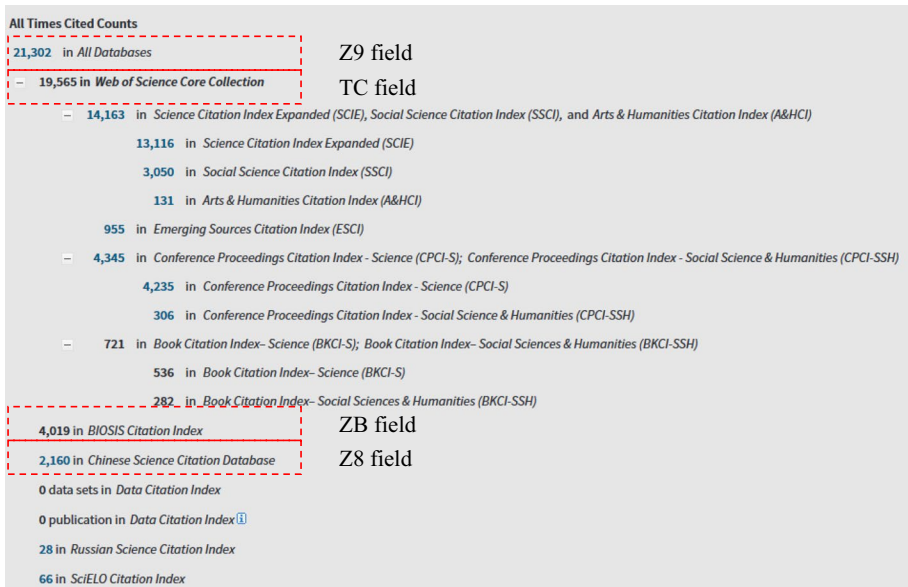 All Times Cited Counts
21,302 in All Databases Z9 field
– 19,565 in Web of Science Core Collection TC field
– 14,163 in Science Citation Index Expanded (SCIE), Social Science Citation Index (SSCI), and Arts & Humanities Citation Index (A&HCI)
13,116 in Science Citation Index Expanded (SCIE)
3,050 in Social Science Citation Index (SSCI)
131 in Arts & Humanities Citation Index (A&HCI)
955 in Emerging Sources Citation Index (ESCI)
– 4,345 in Conference Proceedings Citation Index - Science (CPCI-S); Conference Proceedings Citation Index - Social Science & Humanities (CPCI-SSH)
4,235 in Conference Proceedings Citation Index - Science (CPCI-S)
306 in Conference Proceedings Citation Index - Social Science & Humanities (CPCI-SSH)
– 721 in Book Citation Index– Science (BKCI-S); Book Citation Index– Social Sciences & Humanities (BKCI-SSH)
536 in Book Citation Index– Science (BKCI-S)
282 in Book Citation Index– Social Sciences & Humanities (BKCI-SSH)
4,019 in BIOSIS Citation Index ZB field
2,160 in Chinese Science Citation Database Z8 field
0 data sets in Data Citation Index
0 publication in Data Citation Index i
28 in Russian Science Citation Index
66 in SciELO Citation Index